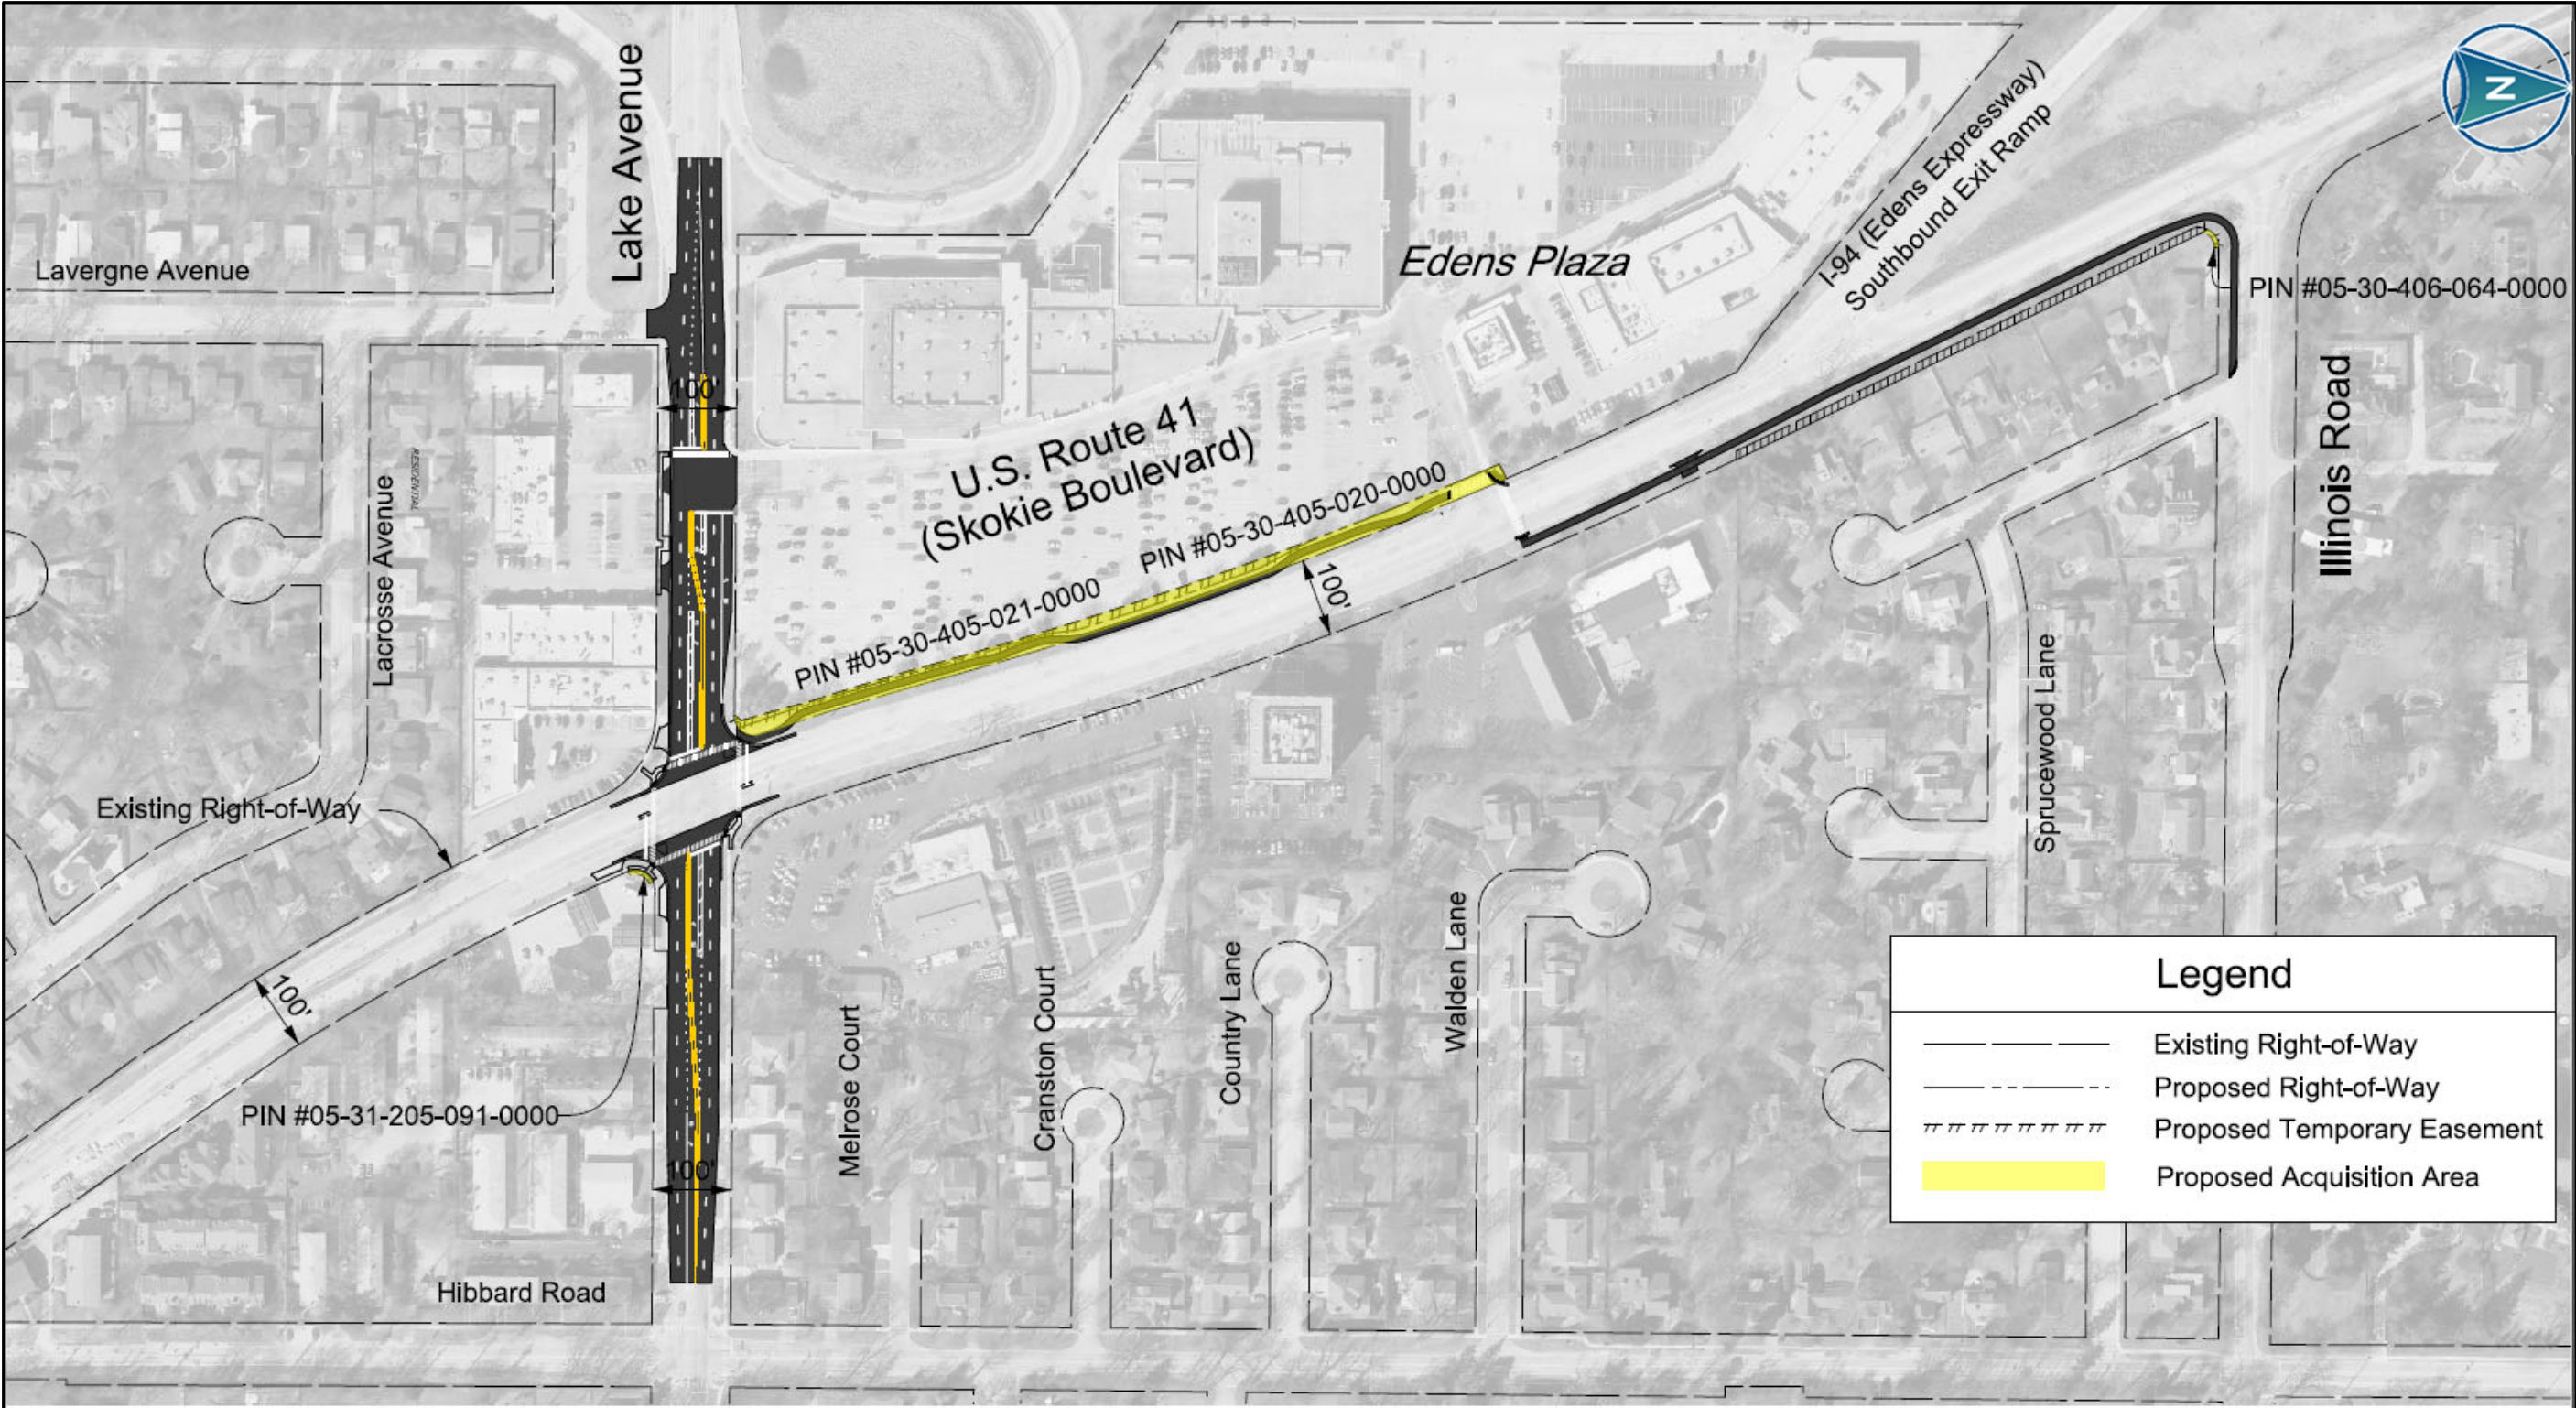 Lake Avenue
N
Lavergne Avenue
Edens Plaza
I-94 (Edens Expressway)
Southbound Exit Ramp
PIN #05-30-406-064-0000
100'
U.S. Route 41
(Skokie Boulevard)
Illinois Road
RESIDENTIAL
Lacrosse Avenue
PIN #05-30-405-020-0000
PIN #05-30-405-021-0000
100'
Sprucewood Lane
Existing Right-of-Way
100'
PIN #05-31-205-091-0000
Melrose Court
Cranston Court
Country Lane
Walden Lane
100'
Hibbard Road
Legend
Existing Right-of-Way
Proposed Right-of-Way
Proposed Temporary Easement
Proposed Acquisition Area